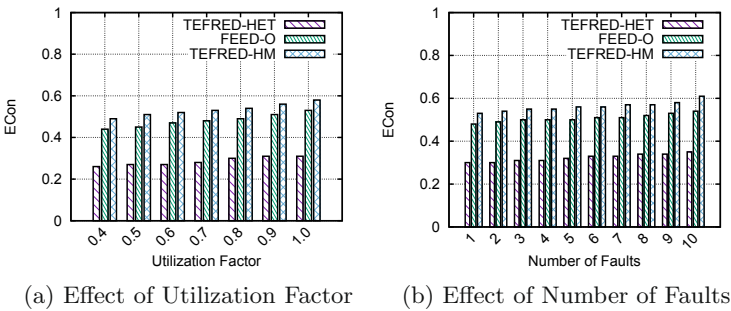 TEFRED-HET
FEED-O
TEFRED-HM
ECon
1
0.8
0.6
0.4
0.2
0
0.4 0.5 0.6 0.7 0.8 0.9 1.0
Utilization Factor
(a) Effect of Utilization Factor
TEFRED-HET
FEED-O
TEFRED-HM
ECon
1
0.8
0.6
0.4
0.2
0
1 2 3 4 5 6 7 8 9 10
Number of Faults
(b) Effect of Number of Faults